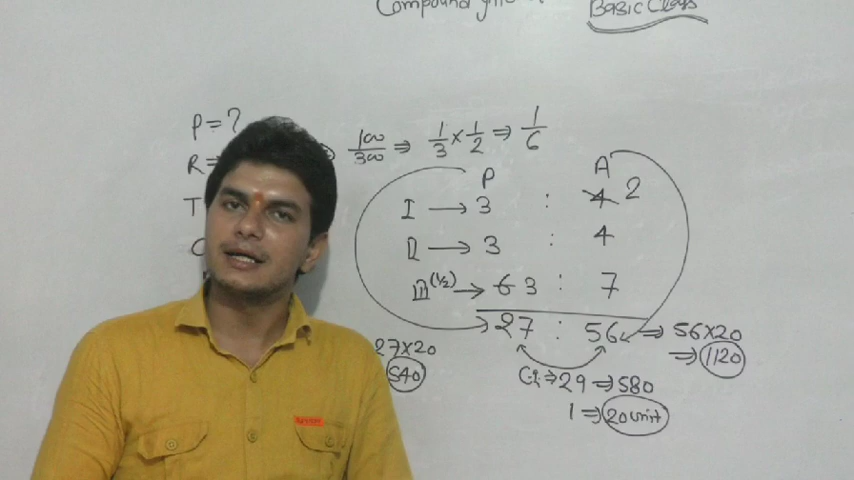 Compound
Basic Class
P = ?
R =
T
C
100/300 ⇒ 1/3 × 1/2 ⇒ 1/6
P A
I → 3 : 4 2
II → 3 : 4
III (1/2) → 6 3 : 7
27 : 56 ⇒ 56×20
⇒ 1120
27×20
540
C.I. ⇒ 29 ⇒ 580
1 ⇒ 20 unit